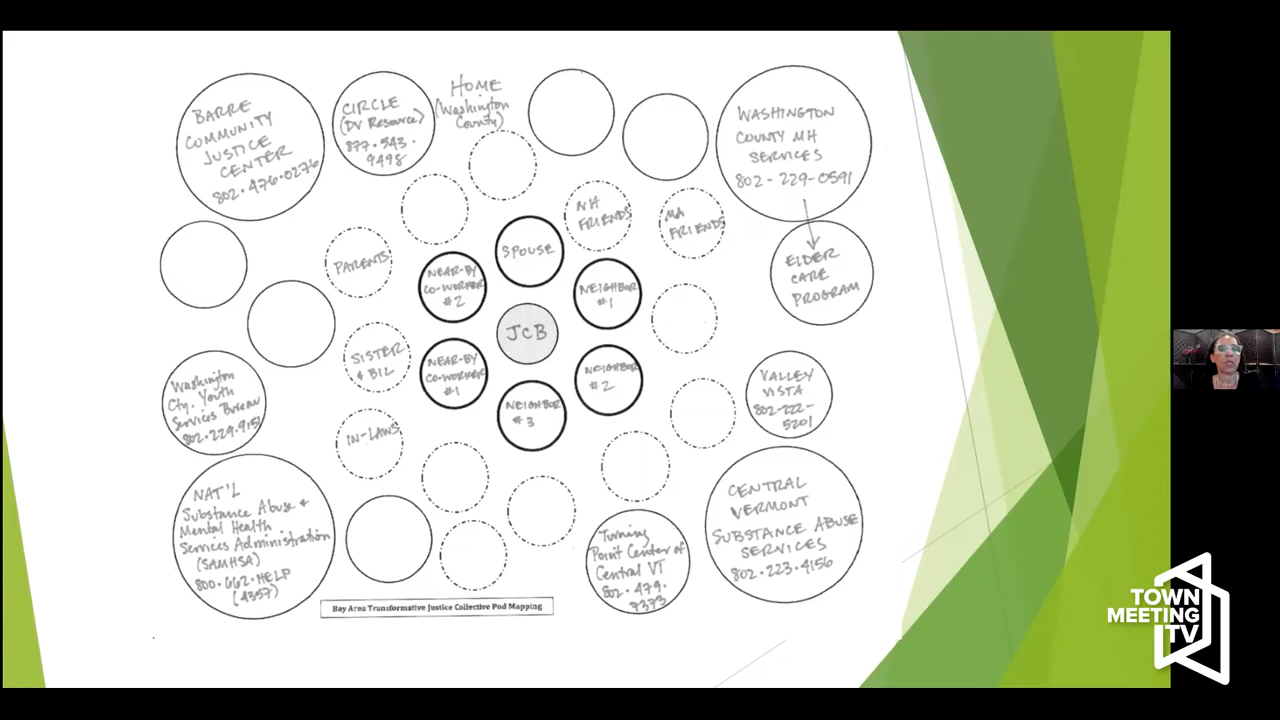 BARRE
COMMUNITY
JUSTICE
CENTER
802·476·0276
CIRCLE
(DV Resource)
877·543·
9498
HOME
(Washington
County)
WASHINGTON
COUNTY MH
SERVICES
802-229-0591
ELDER
CARE
PROGRAM
NH
FRIENDS
MA
FRIENDS
PARENTS
SPOUSE
NEAR-BY
CO-WORKER
#2
NEIGHBOR
#1
JCB
SISTER
& BIL
NEAR-BY
CO-WORKER
#1
NEIGHBOR
#2
NEIGHBOR
#3
IN-LAWS
Washington
Cty. Youth
Services Bureau
802·229·9151
VALLEY
VISTA
802-222-
5201
NAT'L
Substance Abuse &
Mental Health
Services Administration
(SAMHSA)
800·662·HELP
(4357)
Turning
Point Center of
Central VT
802·479·
7373
CENTRAL
VERMONT
SUBSTANCE ABUSE
SERVICES
802·223·4156
Bay Area Transformative Justice Collective Pod Mapping
TOWN
MEETING
TV